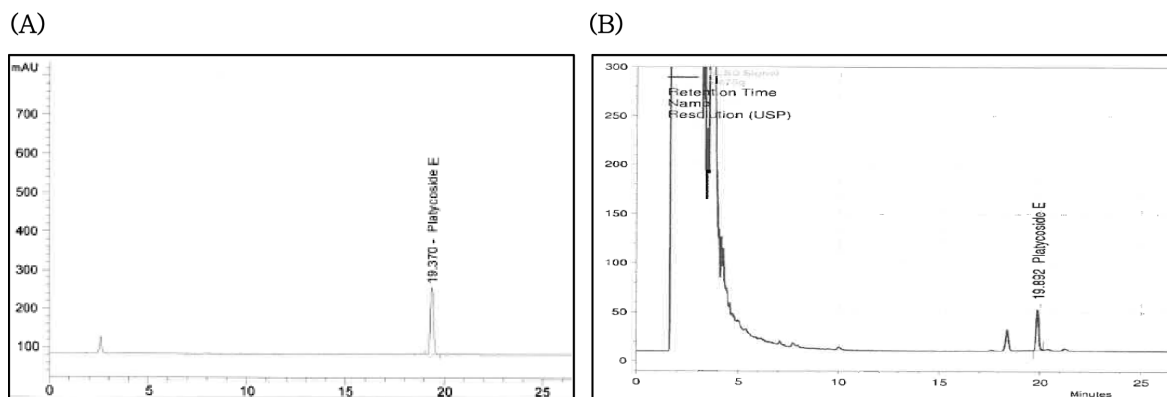 (A)
(B)
mAU
700
600
500
400
300
200
100
0
5
10
15
20
25
19.370 - Platycoside E
300
250
200
150
100
50
0
Retention Time
Name
Resolution (USP)
19.892 Platycoside E
0
5
10
15
20
25
Minutes